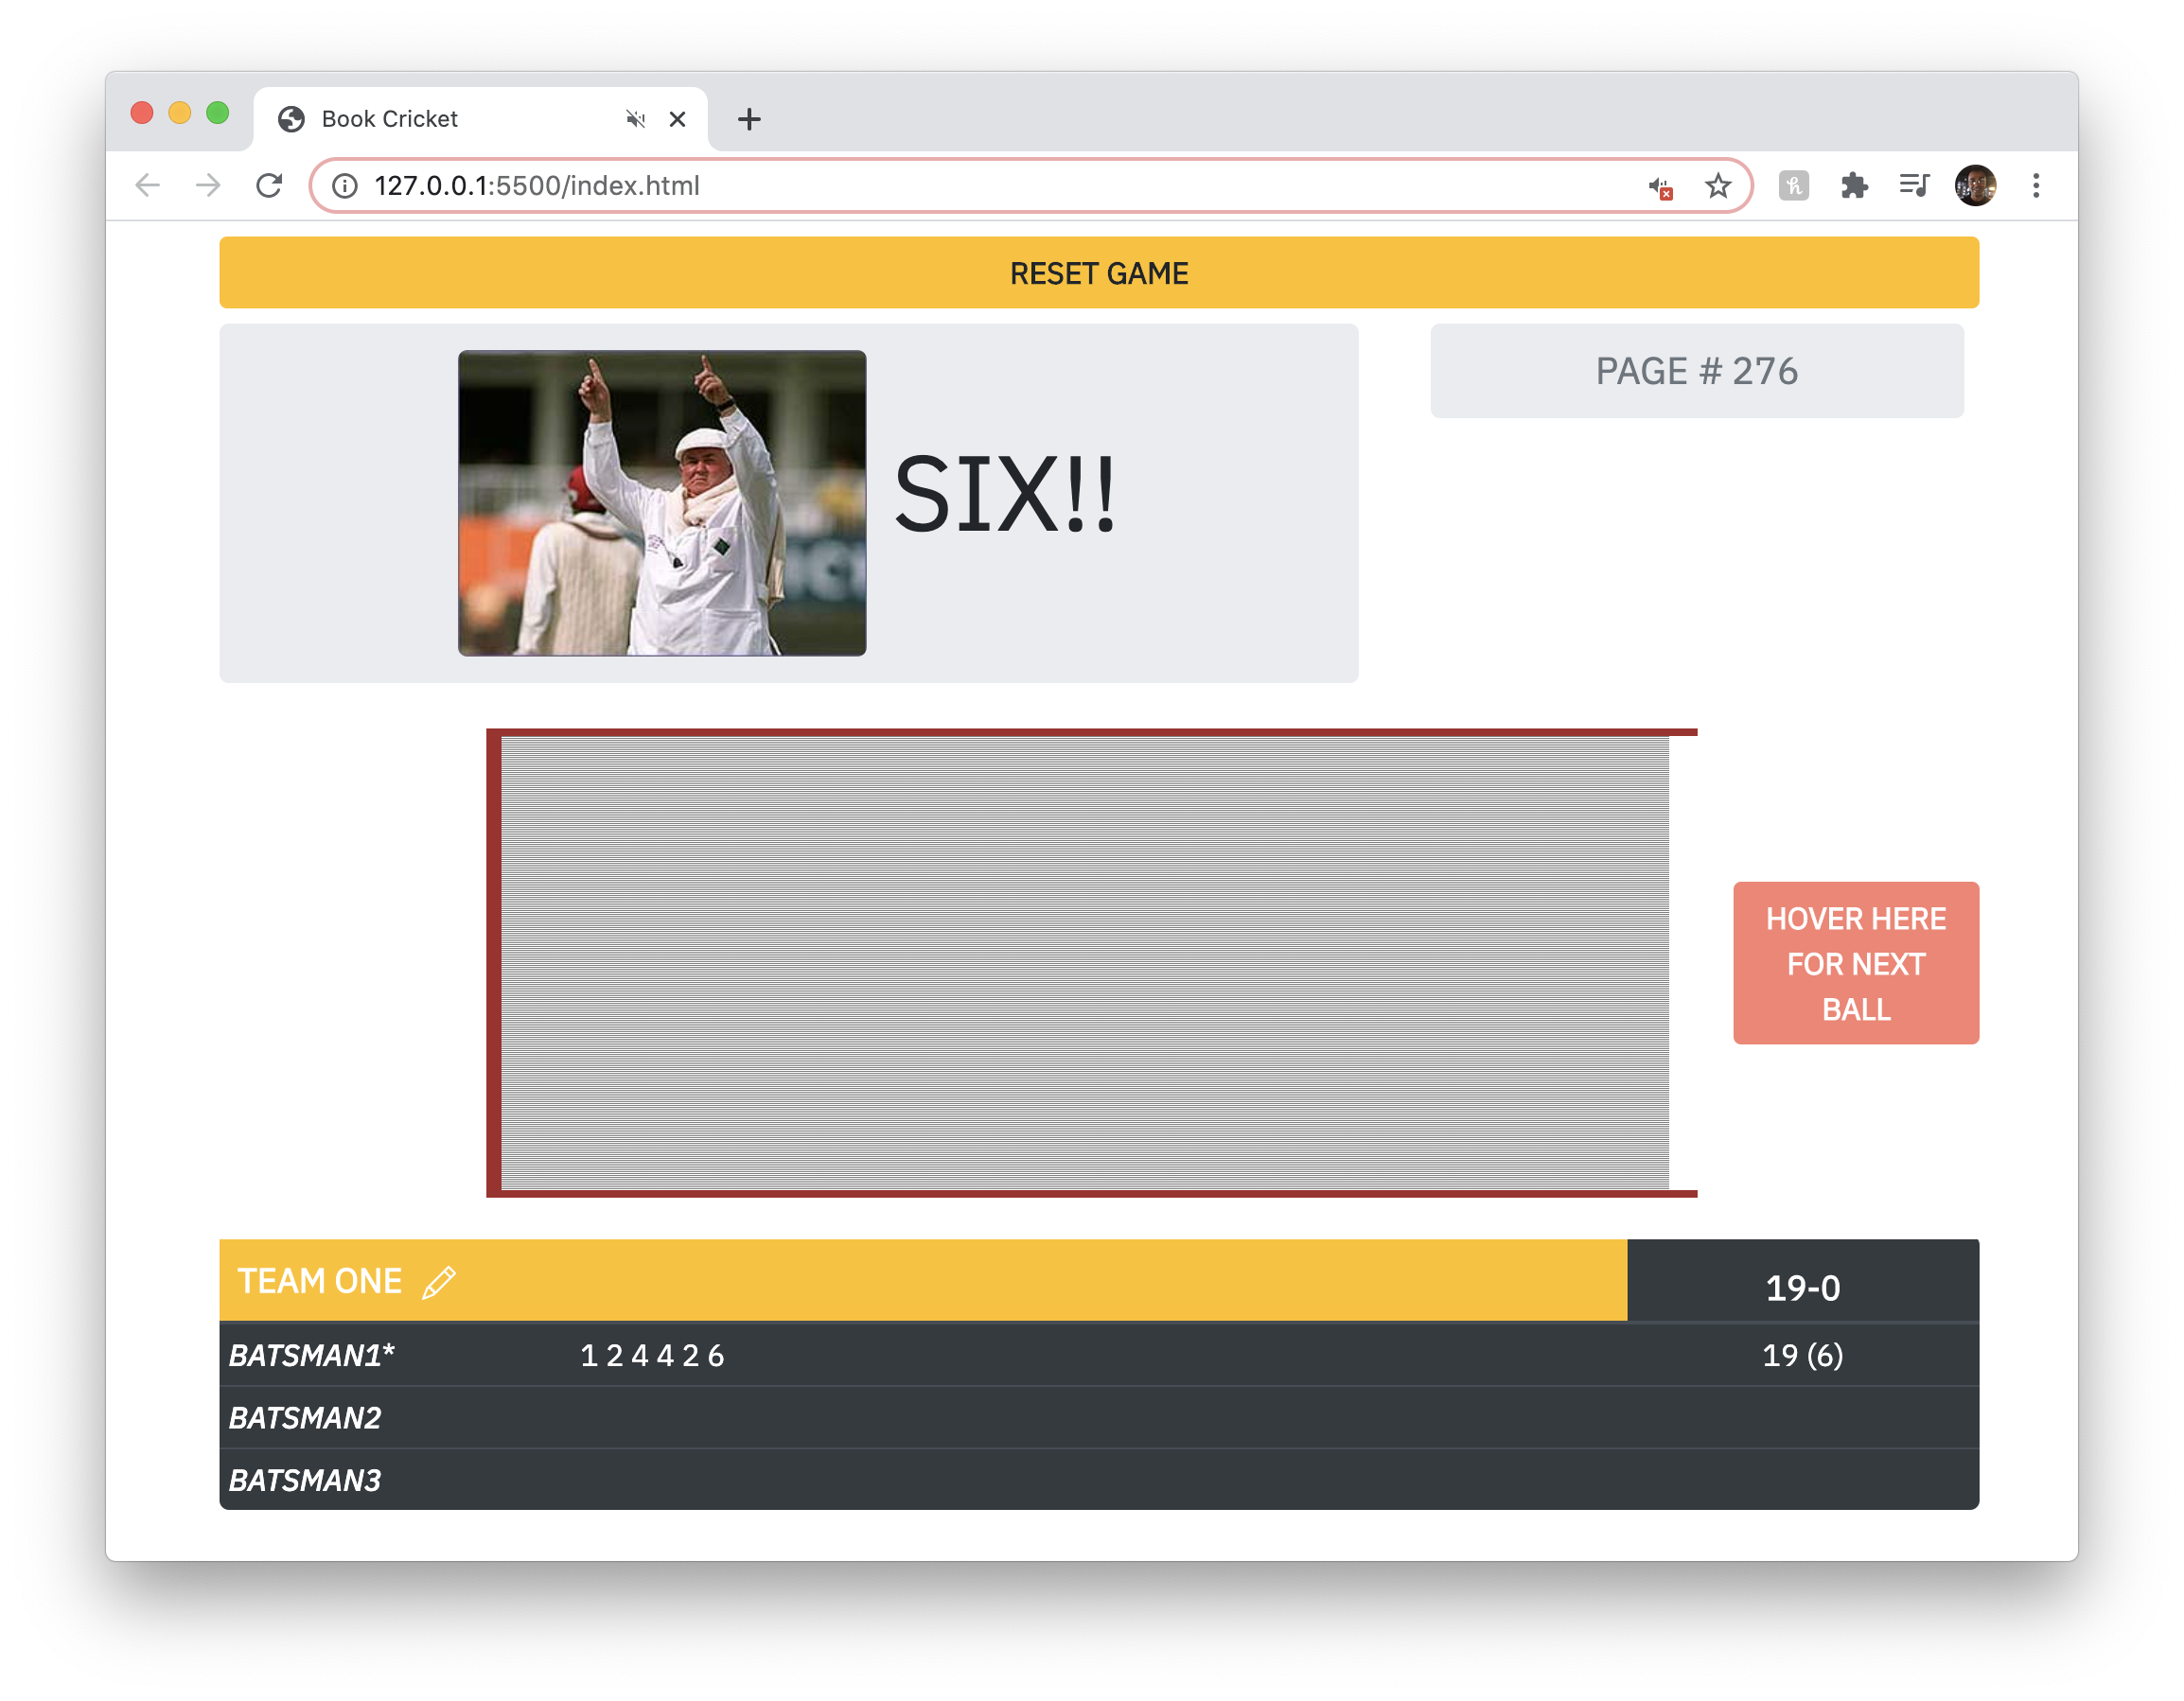 Book Cricket
127.0.0.1:5500/index.html
RESET GAME
SIX!!
PAGE # 276
HOVER HERE
FOR NEXT
BALL
TEAM ONE
19-0
BATSMAN1* 1 2 4 4 2 6 19 (6)
BATSMAN2
BATSMAN3